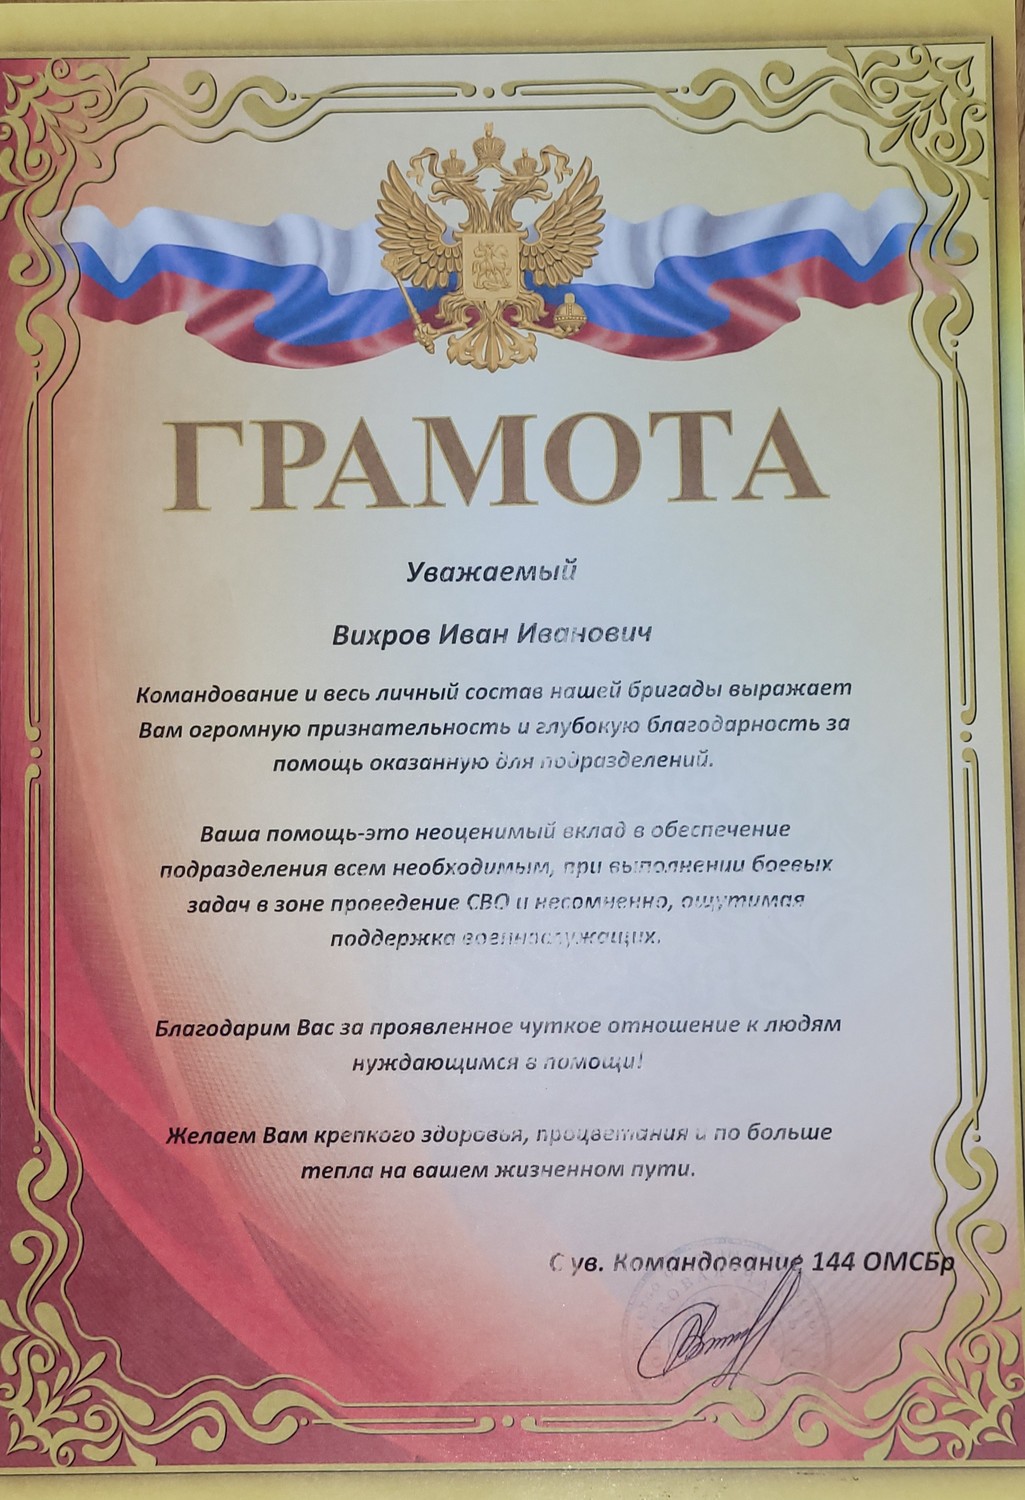 ГРАМОТА
Уважаемый
Вихров Иван Иванович
Командование и весь личный состав нашей бригады выражает
Вам огромную признательность и глубокую благодарность за
помощь оказанную для подразделений.
Ваша помощь-это неоценимый вклад в обеспечение
подразделения всем необходимым, при выполнении боевых
задач в зоне проведение СВО и несомненно, ощутимая
поддержка военнослужащих.
Благодарим Вас за проявленное чуткое отношение к людям
нуждающимся в помощи!
Желаем Вам крепкого здоровья, процветания и по больше
тепла на вашем жизненном пути.
С ув. Командование 144 ОМСБр